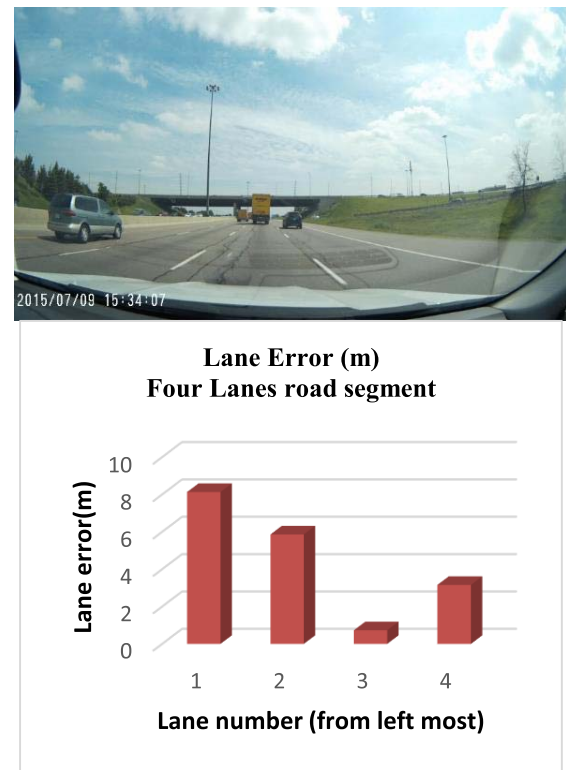 2015/07/09 15:34:07
Lane Error (m)
Four Lanes road segment
Lane error(m)
10
8
6
4
2
0
1 2 3 4
Lane number (from left most)